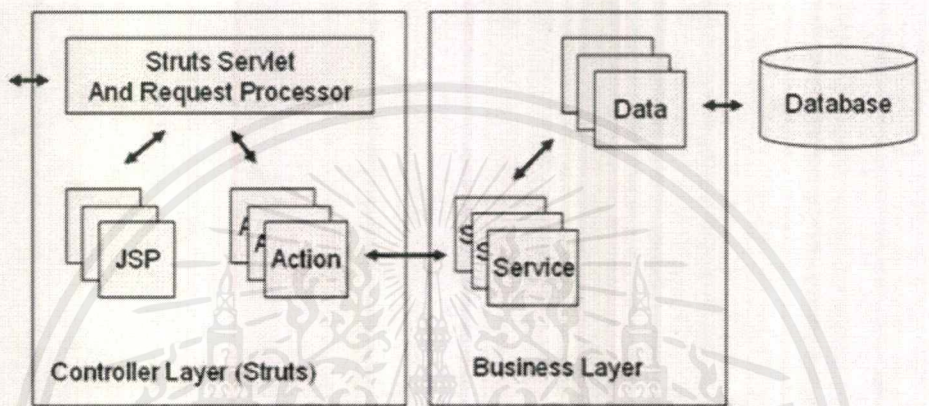 Struts Servlet
And Request Processor
JSP
Action
Controller Layer (Struts)
Data
Service
Business Layer
Database